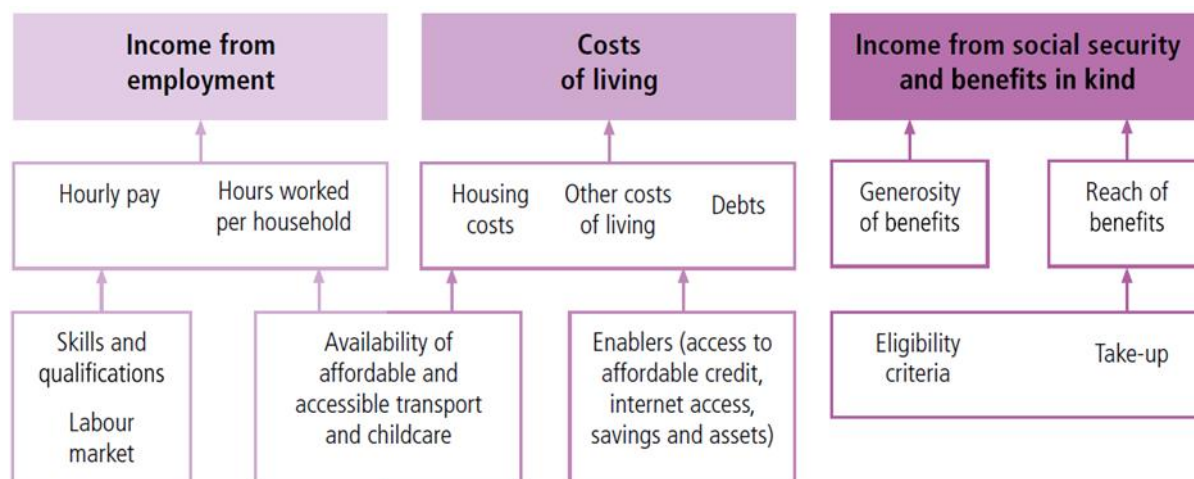 Income from
employment
Costs
of living
Income from social security
and benefits in kind
Hourly pay
Hours worked
per household
Housing
costs
Other costs
of living
Debts
Generosity
of benefits
Reach of
benefits
Skills and
qualifications
Labour
market
Availability of
affordable and
accessible transport
and childcare
Enablers (access to
affordable credit,
internet access,
savings and assets)
Eligibility
criteria
Take-up